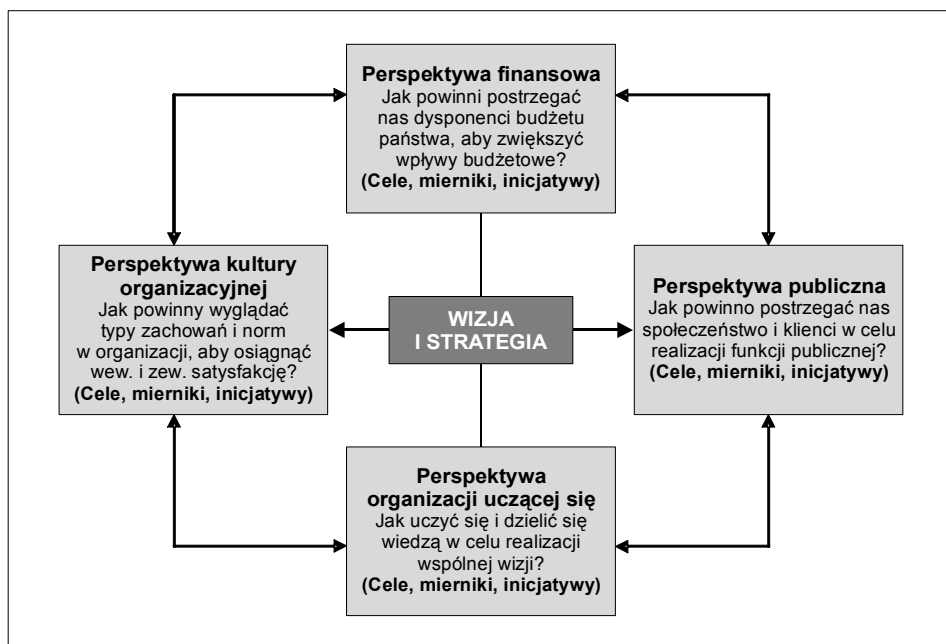 Perspektywa finansowa
Jak powinni postrzegać
nas dysponenci budżetu
państwa, aby zwiększyć
wpływy budżetowe?
(Cele, mierniki, inicjatywy)
Perspektywa kultury
organizacyjnej
Jak powinny wyglądać
typy zachowań i norm
w organizacji, aby osiągnąć
wew. i zew. satysfakcję?
(Cele, mierniki, inicjatywy)
WIZJA
I STRATEGIA
Perspektywa publiczna
Jak powinno postrzegać nas
społeczeństwo i klienci w celu
realizacji funkcji publicznej?
(Cele, mierniki, inicjatywy)
Perspektywa
organizacji uczącej się
Jak uczyć się i dzielić się
wiedzą w celu realizacji
wspólnej wizji?
(Cele, mierniki, inicjatywy)